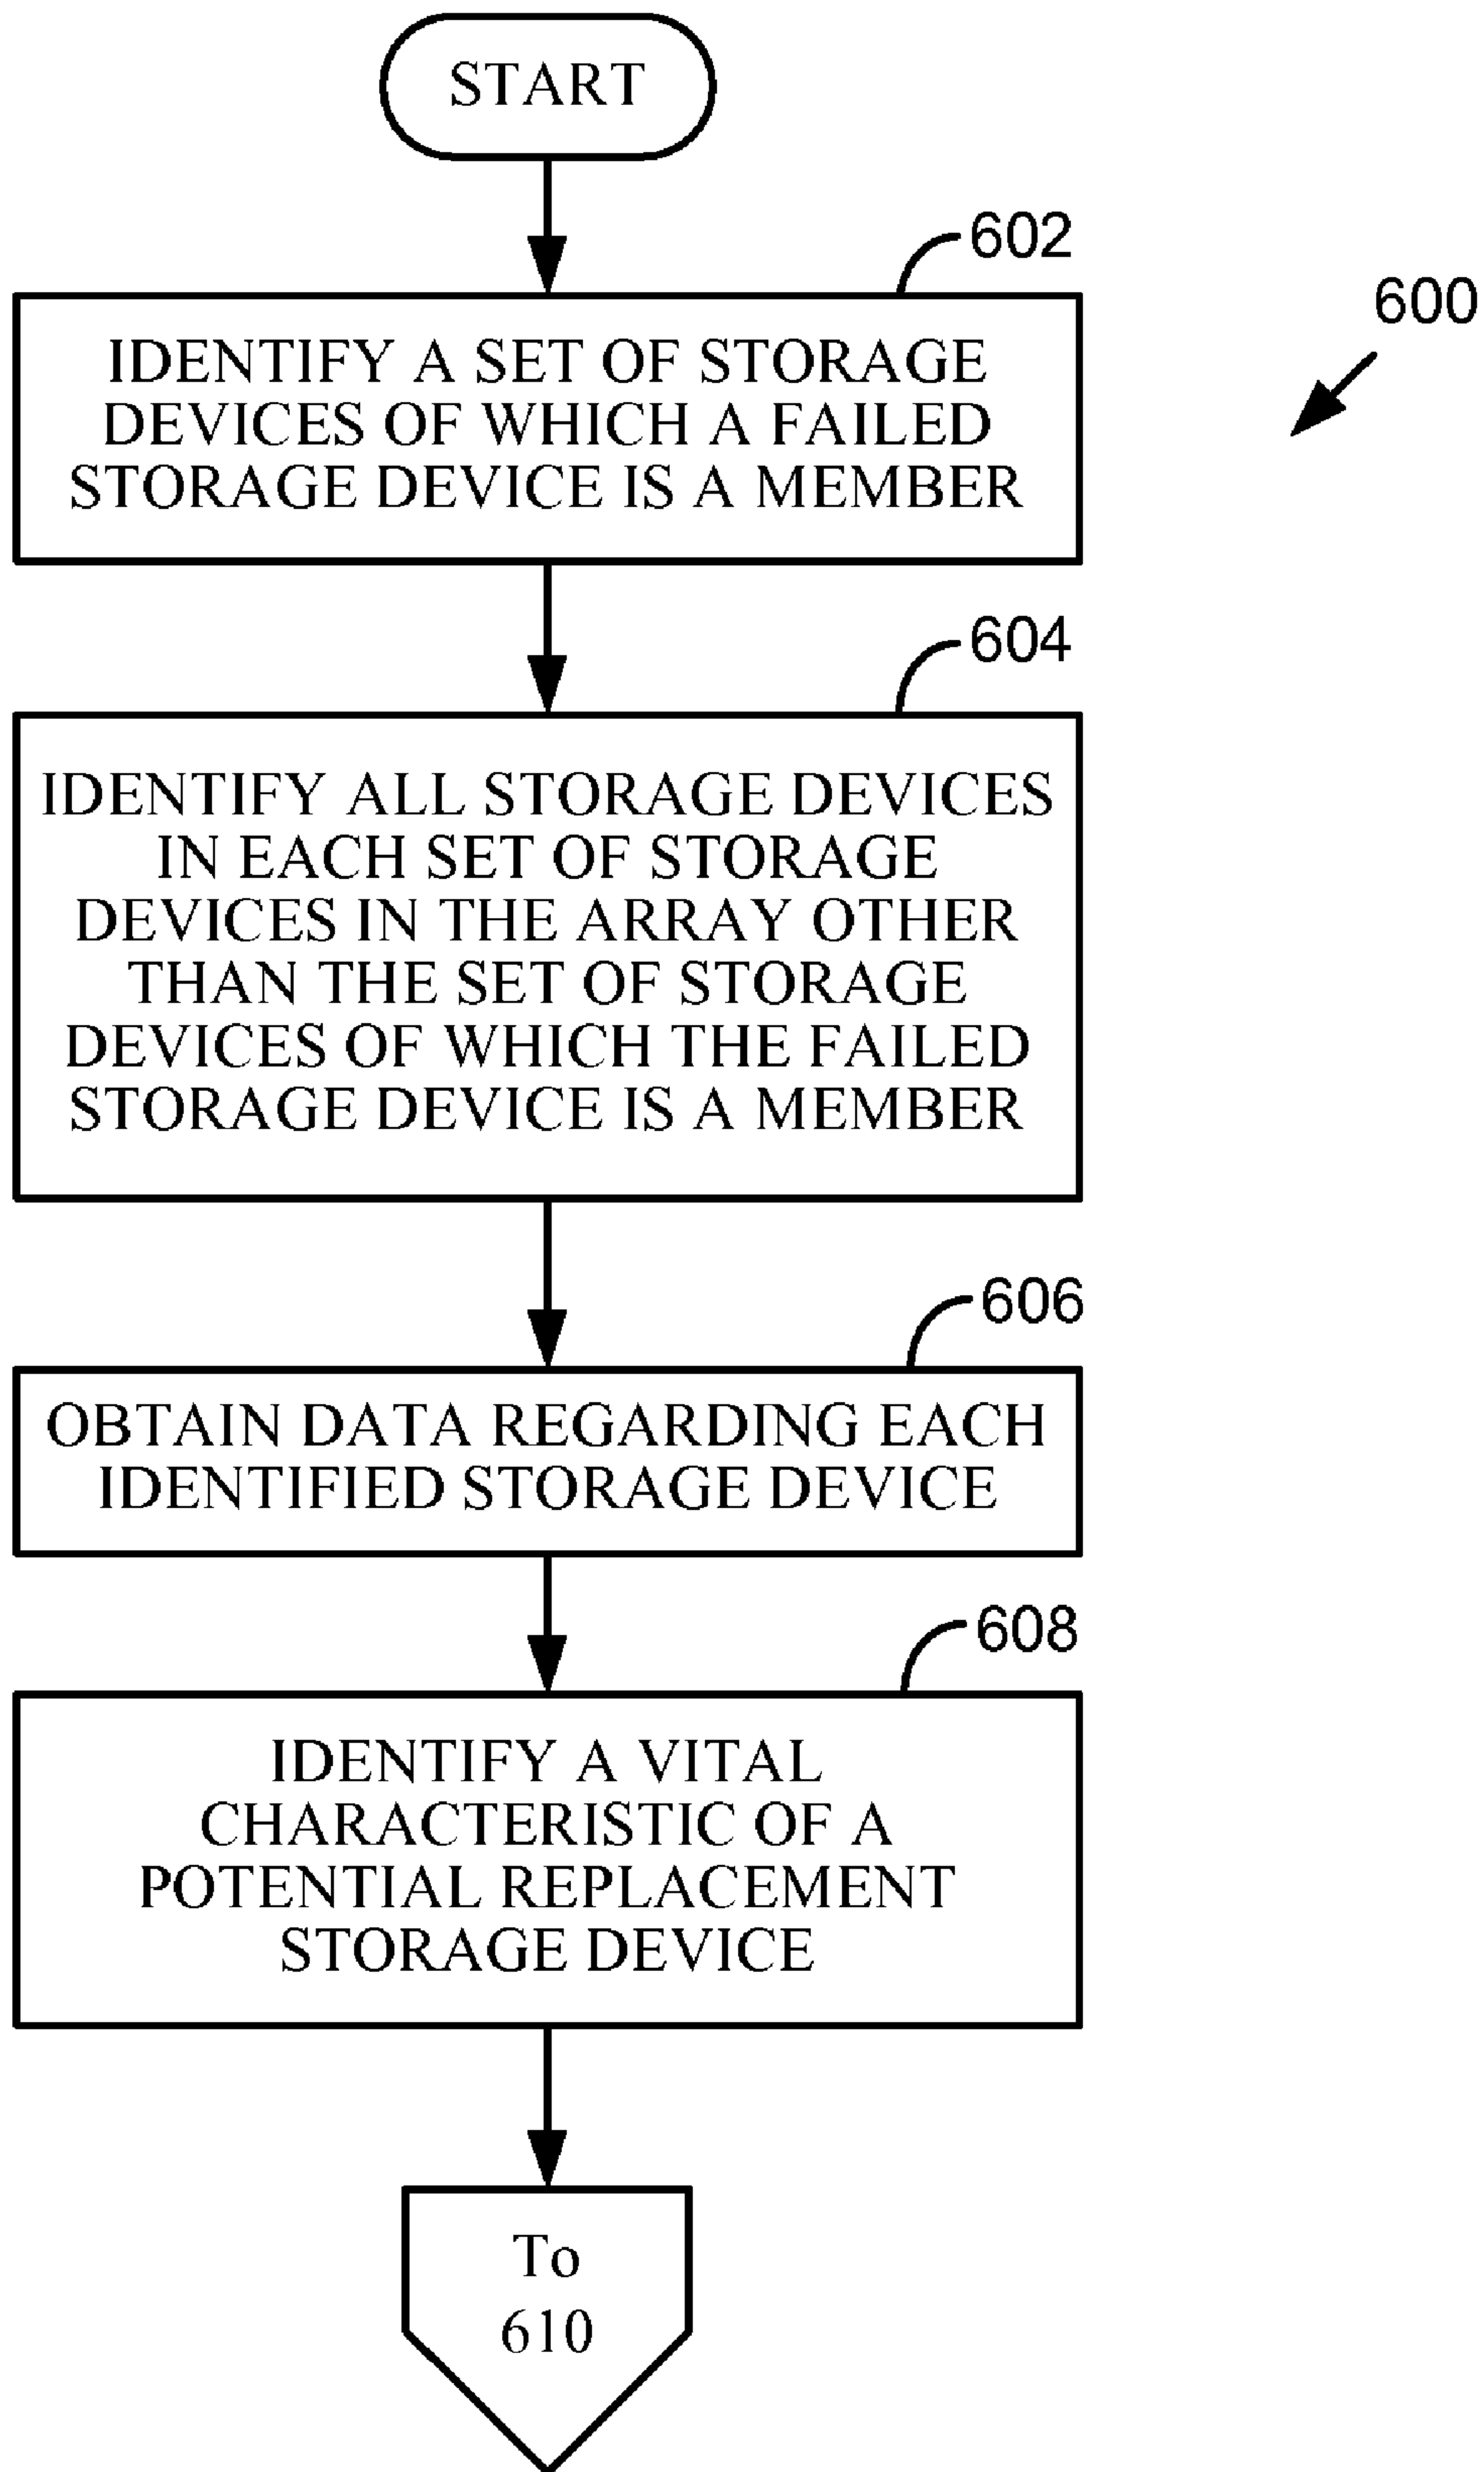 START
602
600
IDENTIFY A SET OF STORAGE
DEVICES OF WHICH A FAILED
STORAGE DEVICE IS A MEMBER
604
IDENTIFY ALL STORAGE DEVICES
IN EACH SET OF STORAGE
DEVICES IN THE ARRAY OTHER
THAN THE SET OF STORAGE
DEVICES OF WHICH THE FAILED
STORAGE DEVICE IS A MEMBER
606
OBTAIN DATA REGARDING EACH
IDENTIFIED STORAGE DEVICE
608
IDENTIFY A VITAL
CHARACTERISTIC OF A
POTENTIAL REPLACEMENT
STORAGE DEVICE
To
610